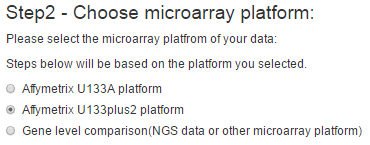 Step2 - Choose microarray platform:
Please select the microarray platfrom of your data:
Steps below will be based on the platform you selected.
Affymetrix U133A platform
Affymetrix U133plus2 platform
Gene level comparison(NGS data or other microarray platform)